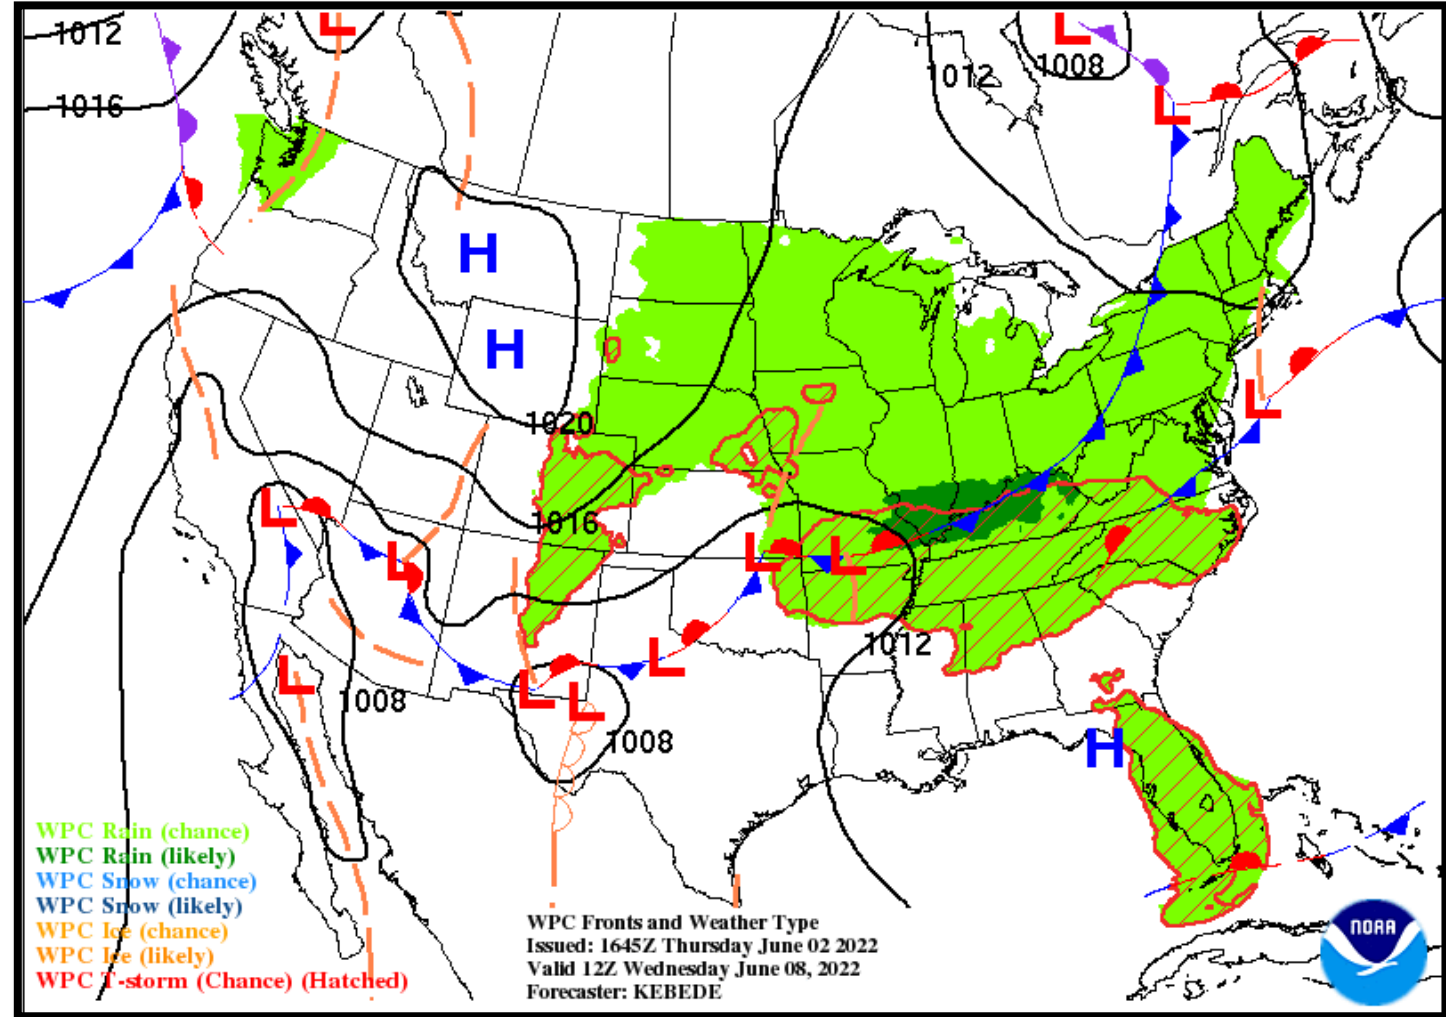 1012
1016
L
L
1012
1008
L
H
H
1020
L
1016
L
L
L
L
1012
L
L
1008
L
L
1008
H
WPC Rain (chance)
WPC Rain (likely)
WPC Snow (chance)
WPC Snow (likely)
WPC Ice (chance)
WPC Ice (likely)
WPC T-storm (Chance) (Hatched)
WPC Fronts and Weather Type
Issued: 1645Z Thursday June 02 2022
Valid 12Z Wednesday June 08, 2022
Forecaster: KEBEDE
NOAA